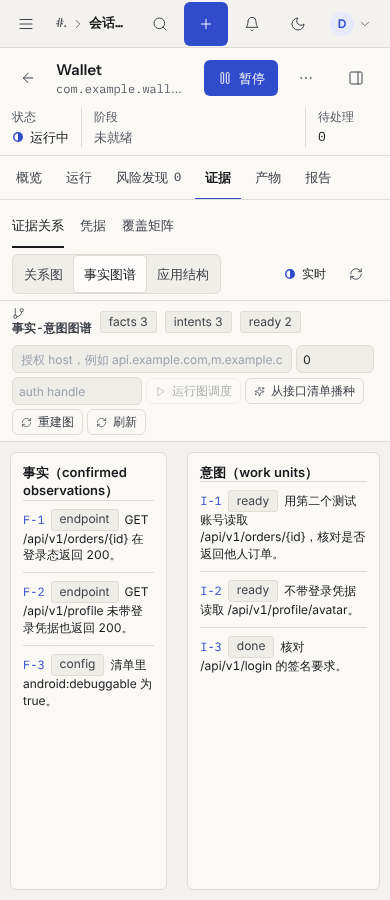 #. > 会话…
D
Wallet
com.example.wall…
暂停
状态
运行中
阶段
未就绪
待处理
0
概览 运行 风险发现 0 证据 产物 报告
证据关系 凭据 覆盖矩阵
关系图 事实图谱 应用结构 实时
事实-意图图谱 facts 3 intents 3 ready 2
授权 host，例如 api.example.com,m.example.c 0
auth handle 运行图调度 从接口清单播种
重建图 刷新
事实（confirmed
observations）
F-1 endpoint GET
/api/v1/orders/{id} 在
登录态返回 200。
F-2 endpoint GET
/api/v1/profile 未带登
录凭据也返回 200。
F-3 config 清单里
android:debuggable 为
true。
意图（work units）
I-1 ready 用第二个测试
账号读取
/api/v1/orders/{id}，核对是否
返回他人订单。
I-2 ready 不带登录凭据
读取 /api/v1/profile/avatar。
I-3 done 核对
/api/v1/login 的签名要求。